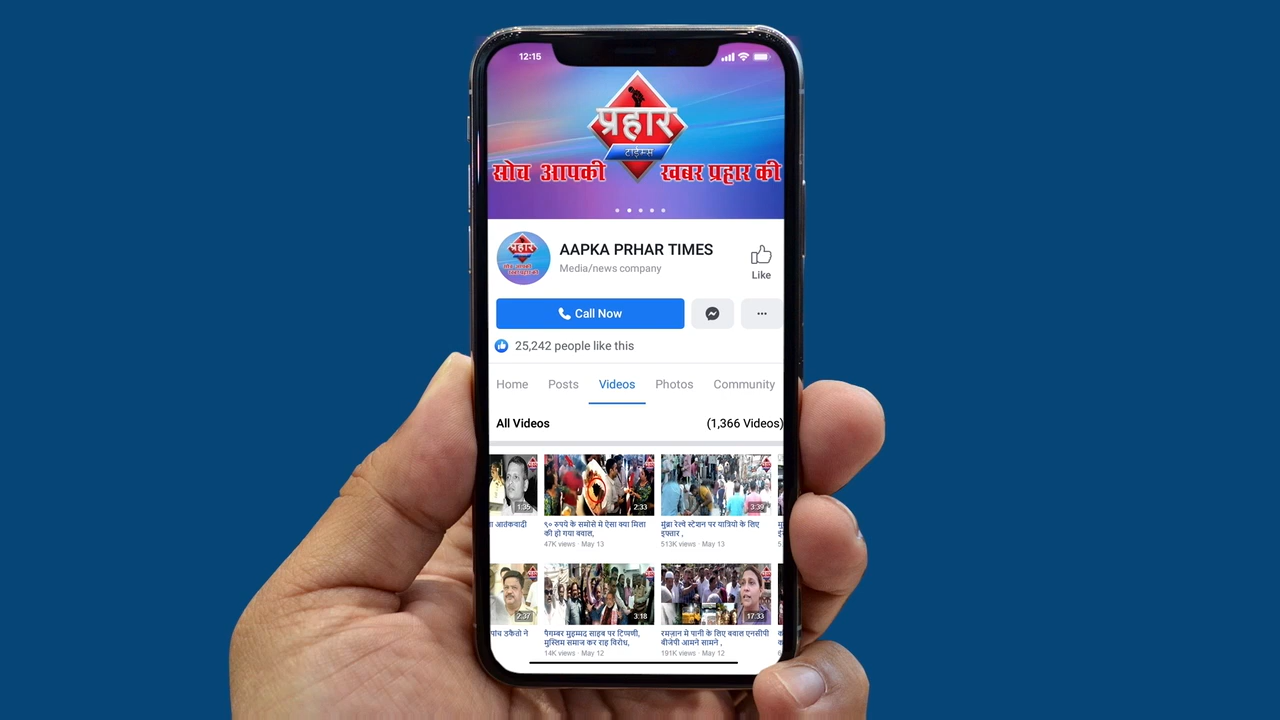 12:15
प्रहार
टाईम्स
सोच आपकी
खबर प्रहार की
प्रहार
AAPKA PRHAR TIMES
Media/news company
Like
Call Now
25,242 people like this
Home
Posts
Videos
Photos
Community
All Videos
(1,366 Videos)
1:35
2:33
3:39
आतंकवादी
९० रुपये के समोसे मे ऐसा क्या मिला
की हो गया बवाल,
47K views · May 13
मुंब्रा रेल्वे स्टेशन पर यात्रियो के लिए
इफ्तार ,
513K views · May 13
2:37
3:18
17:33
पांच डकैतो ने
पैगम्बर मुहम्मद साहब पर टिप्पणी,
मुस्लिम समाज कर राह विरोध,
14K views · May 12
रमज़ान मे पानी के लिए बवाल एनसीपी
बीजेपी आमने सामने ,
191K views · May 12